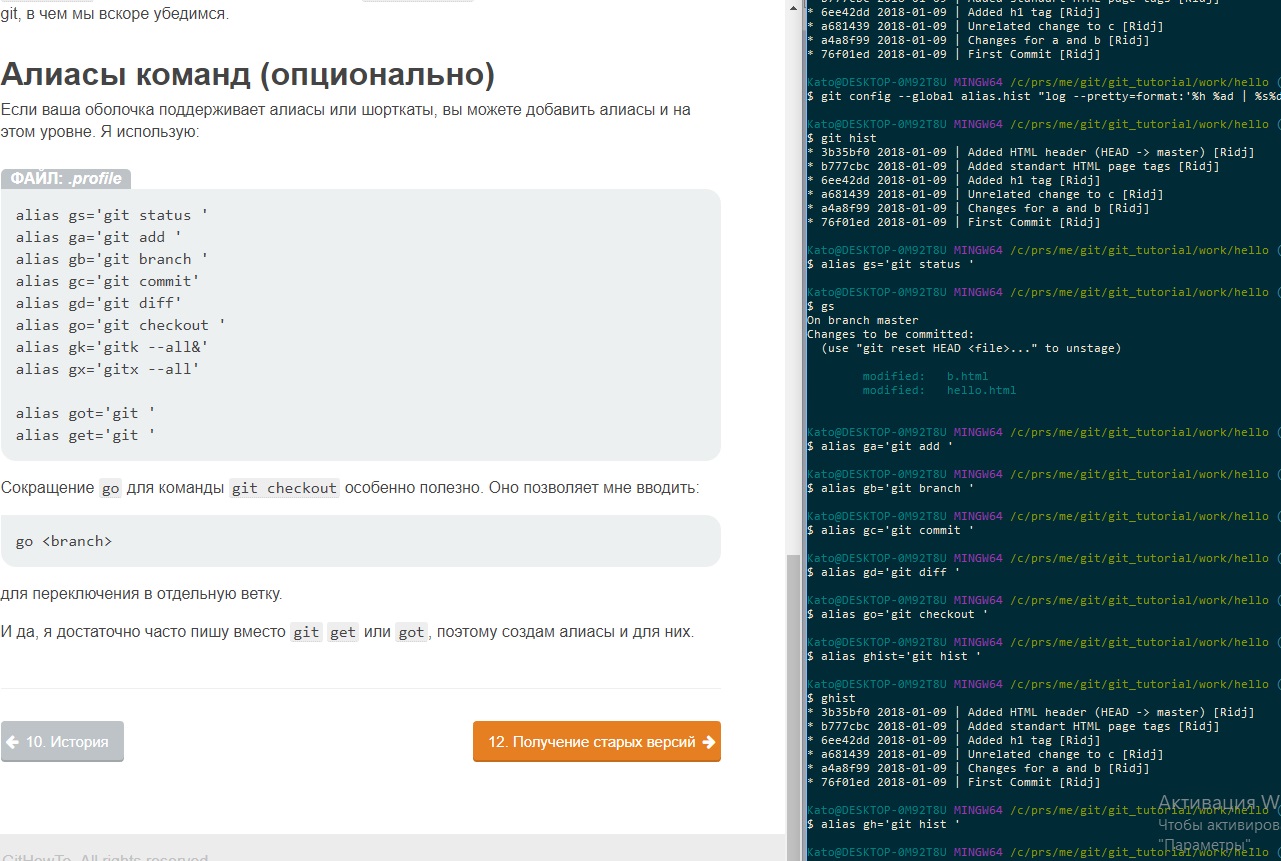 git, в чем мы вскоре убедимся.
Алиасы команд (опционально)
Если ваша оболочка поддерживает алиасы или шорткаты, вы можете добавить алиасы и на
этом уровне. Я использую:
ФАЙЛ: .profile
alias gs='git status '
alias ga='git add '
alias gb='git branch '
alias gc='git commit'
alias gd='git diff'
alias go='git checkout '
alias gk='gitk --all&'
alias gx='gitx --all'
alias got='git '
alias get='git '
Сокращение go для команды git checkout особенно полезно. Оно позволяет мне вводить:
go <branch>
для переключения в отдельную ветку.
И да, я достаточно часто пишу вместо git get или got, поэтому создам алиасы и для них.
10. История
12. Получение старых версий
GitHowTo. All rights reserved
* b777cbc 2018-01-09 | Added standart HTML page tags [Ridj]
* 6ee42dd 2018-01-09 | Added h1 tag [Ridj]
* a681439 2018-01-09 | Unrelated change to c [Ridj]
* a4a8f99 2018-01-09 | Changes for a and b [Ridj]
* 76f01ed 2018-01-09 | First Commit [Ridj]
Kato@DESKTOP-0M92T8U MINGW64 /c/prs/me/git/git_tutorial/work/hello (
$ git config --global alias.hist "log --pretty=format:'%h %ad | %s%d
Kato@DESKTOP-0M92T8U MINGW64 /c/prs/me/git/git_tutorial/work/hello (
$ git hist
* 3b35bf0 2018-01-09 | Added HTML header (HEAD -> master) [Ridj]
* b777cbc 2018-01-09 | Added standart HTML page tags [Ridj]
* 6ee42dd 2018-01-09 | Added h1 tag [Ridj]
* a681439 2018-01-09 | Unrelated change to c [Ridj]
* a4a8f99 2018-01-09 | Changes for a and b [Ridj]
* 76f01ed 2018-01-09 | First Commit [Ridj]
Kato@DESKTOP-0M92T8U MINGW64 /c/prs/me/git/git_tutorial/work/hello (
$ alias gs='git status '
Kato@DESKTOP-0M92T8U MINGW64 /c/prs/me/git/git_tutorial/work/hello (
$ gs
On branch master
Changes to be committed:
(use "git reset HEAD <file>..." to unstage)
modified: b.html
modified: hello.html
Kato@DESKTOP-0M92T8U MINGW64 /c/prs/me/git/git_tutorial/work/hello (
$ alias ga='git add '
Kato@DESKTOP-0M92T8U MINGW64 /c/prs/me/git/git_tutorial/work/hello (
$ alias gb='git branch '
Kato@DESKTOP-0M92T8U MINGW64 /c/prs/me/git/git_tutorial/work/hello (
$ alias gc='git commit '
Kato@DESKTOP-0M92T8U MINGW64 /c/prs/me/git/git_tutorial/work/hello (
$ alias gd='git diff '
Kato@DESKTOP-0M92T8U MINGW64 /c/prs/me/git/git_tutorial/work/hello (
$ alias go='git checkout '
Kato@DESKTOP-0M92T8U MINGW64 /c/prs/me/git/git_tutorial/work/hello (
$ alias ghist='git hist '
Kato@DESKTOP-0M92T8U MINGW64 /c/prs/me/git/git_tutorial/work/hello (
$ ghist
* 3b35bf0 2018-01-09 | Added HTML header (HEAD -> master) [Ridj]
* b777cbc 2018-01-09 | Added standart HTML page tags [Ridj]
* 6ee42dd 2018-01-09 | Added h1 tag [Ridj]
* a681439 2018-01-09 | Unrelated change to c [Ridj]
* a4a8f99 2018-01-09 | Changes for a and b [Ridj]
* 76f01ed 2018-01-09 | First Commit [Ridj]
Kato@DESKTOP-0M92T8U MINGW64 /c/prs/me/git/git_tutorial/work/hello (
$ alias gh='git hist '
Kato@DESKTOP-0M92T8U MINGW64 /c/prs/me/git/git_tutorial/work/hello (
Активация W
Чтобы активиров
"Параметры"